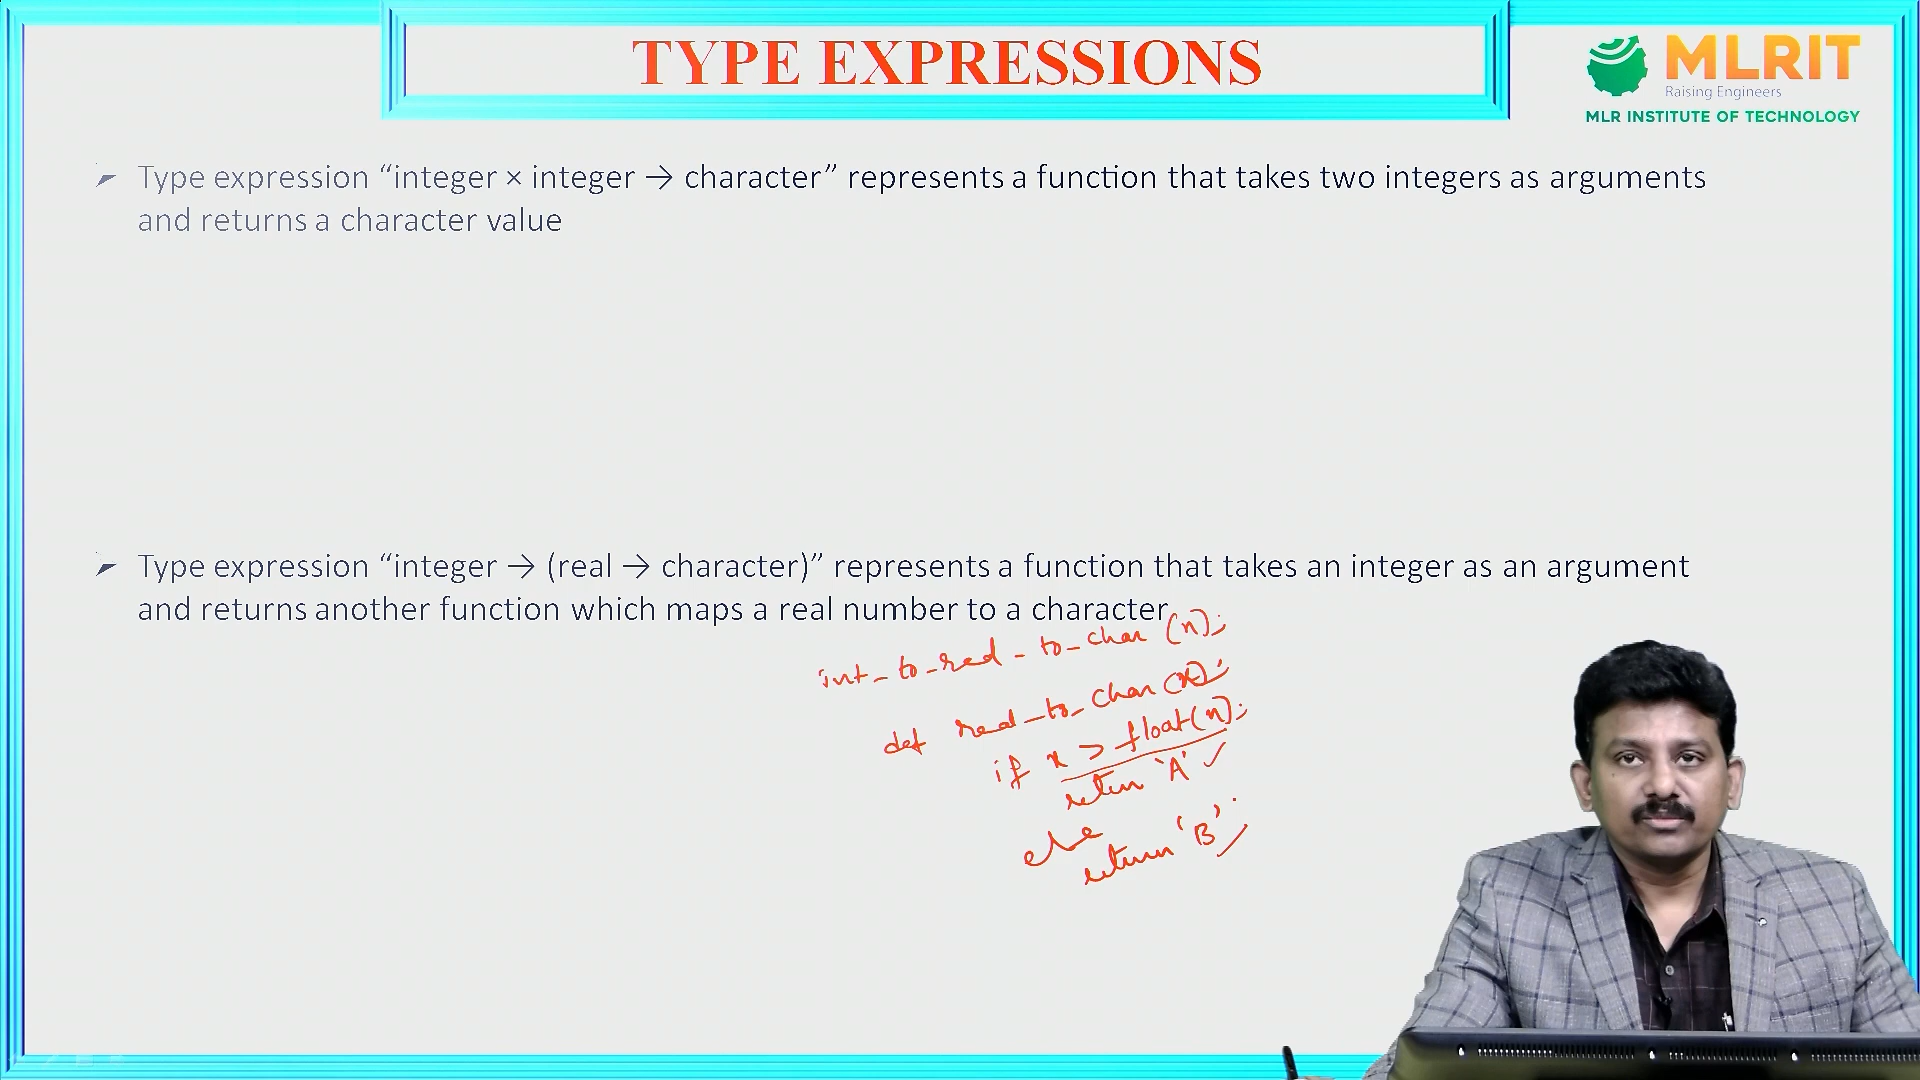 TYPE EXPRESSIONS
MLRIT
Raising Engineers
MLR INSTITUTE OF TECHNOLOGY
➢ Type expression “integer × integer → character” represents a function that takes two integers as arguments
and returns a character value
➢ Type expression “integer → (real → character)” represents a function that takes an integer as an argument
and returns another function which maps a real number to a character
int_to_real_to_char (n):
def real_to_char(x):
if x > float(n):
return 'A' ✓
else
return 'B'